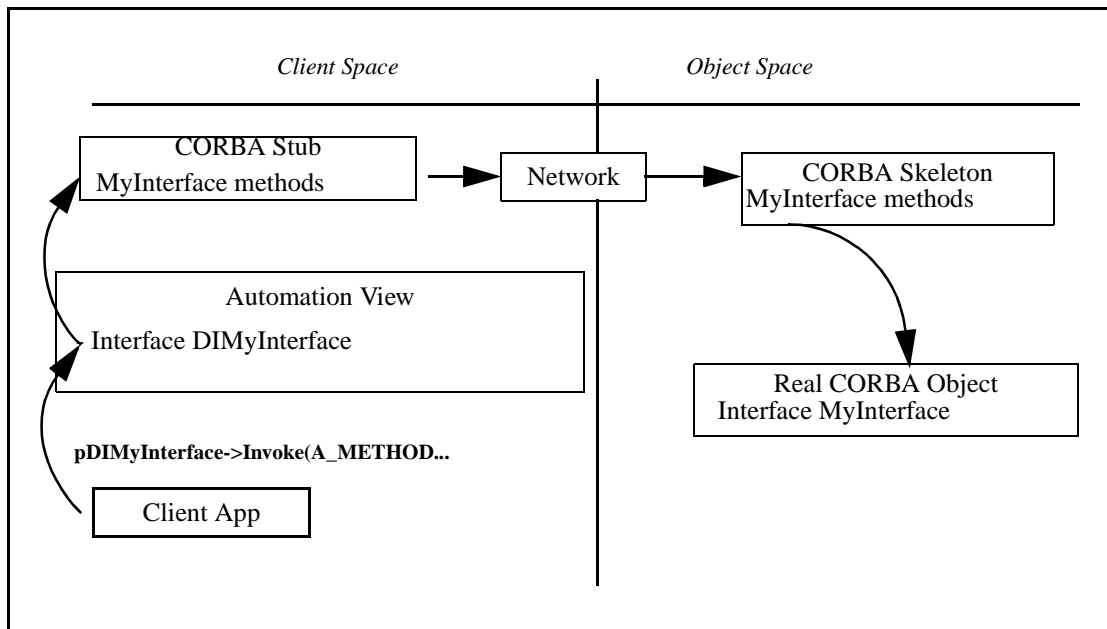 Client Space
Object Space
CORBA Stub
MyInterface methods
Network
CORBA Skeleton
MyInterface methods
Automation View
Interface DIMyInterface
Real CORBA Object
Interface MyInterface
pDIMyInterface->Invoke(A_METHOD...
Client App